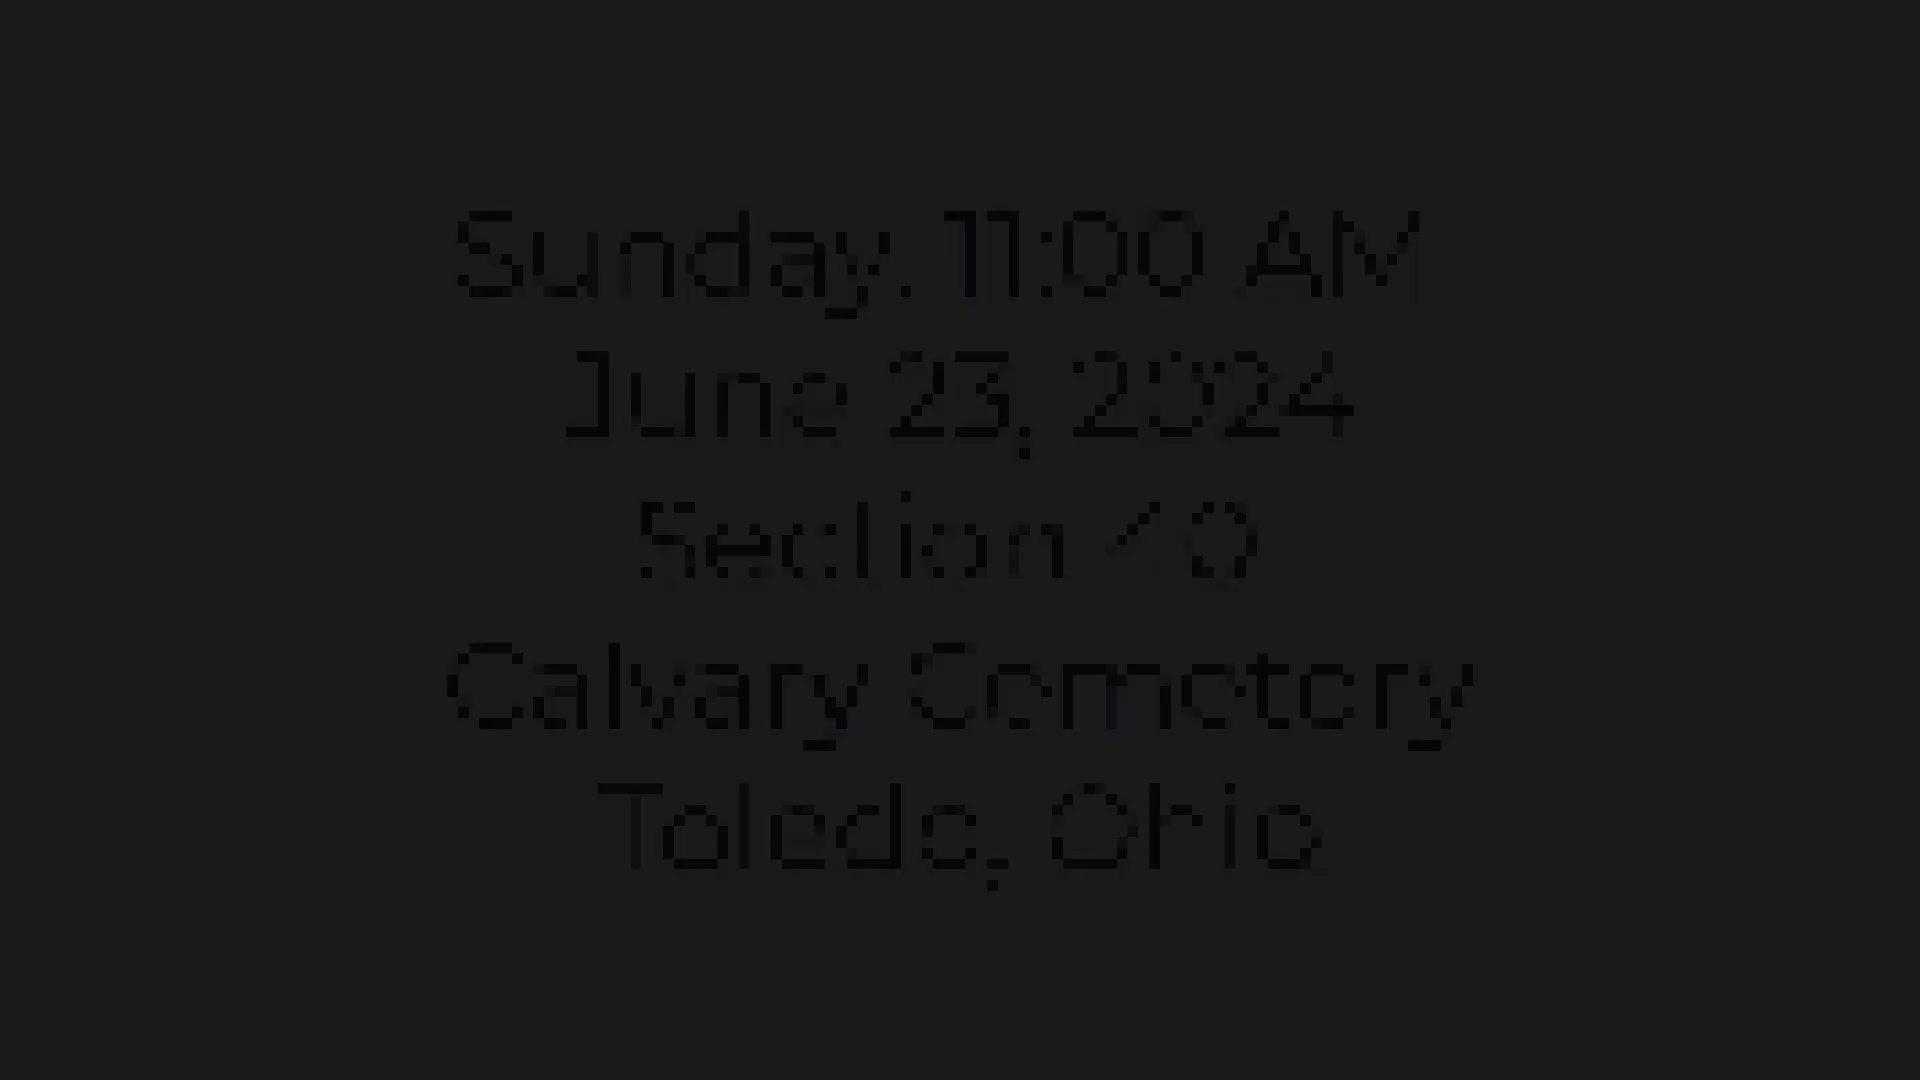 Sunday. 11:00 AM
June 23, 2024
Section 40
Calvary Cemetery
Toledo, Ohio